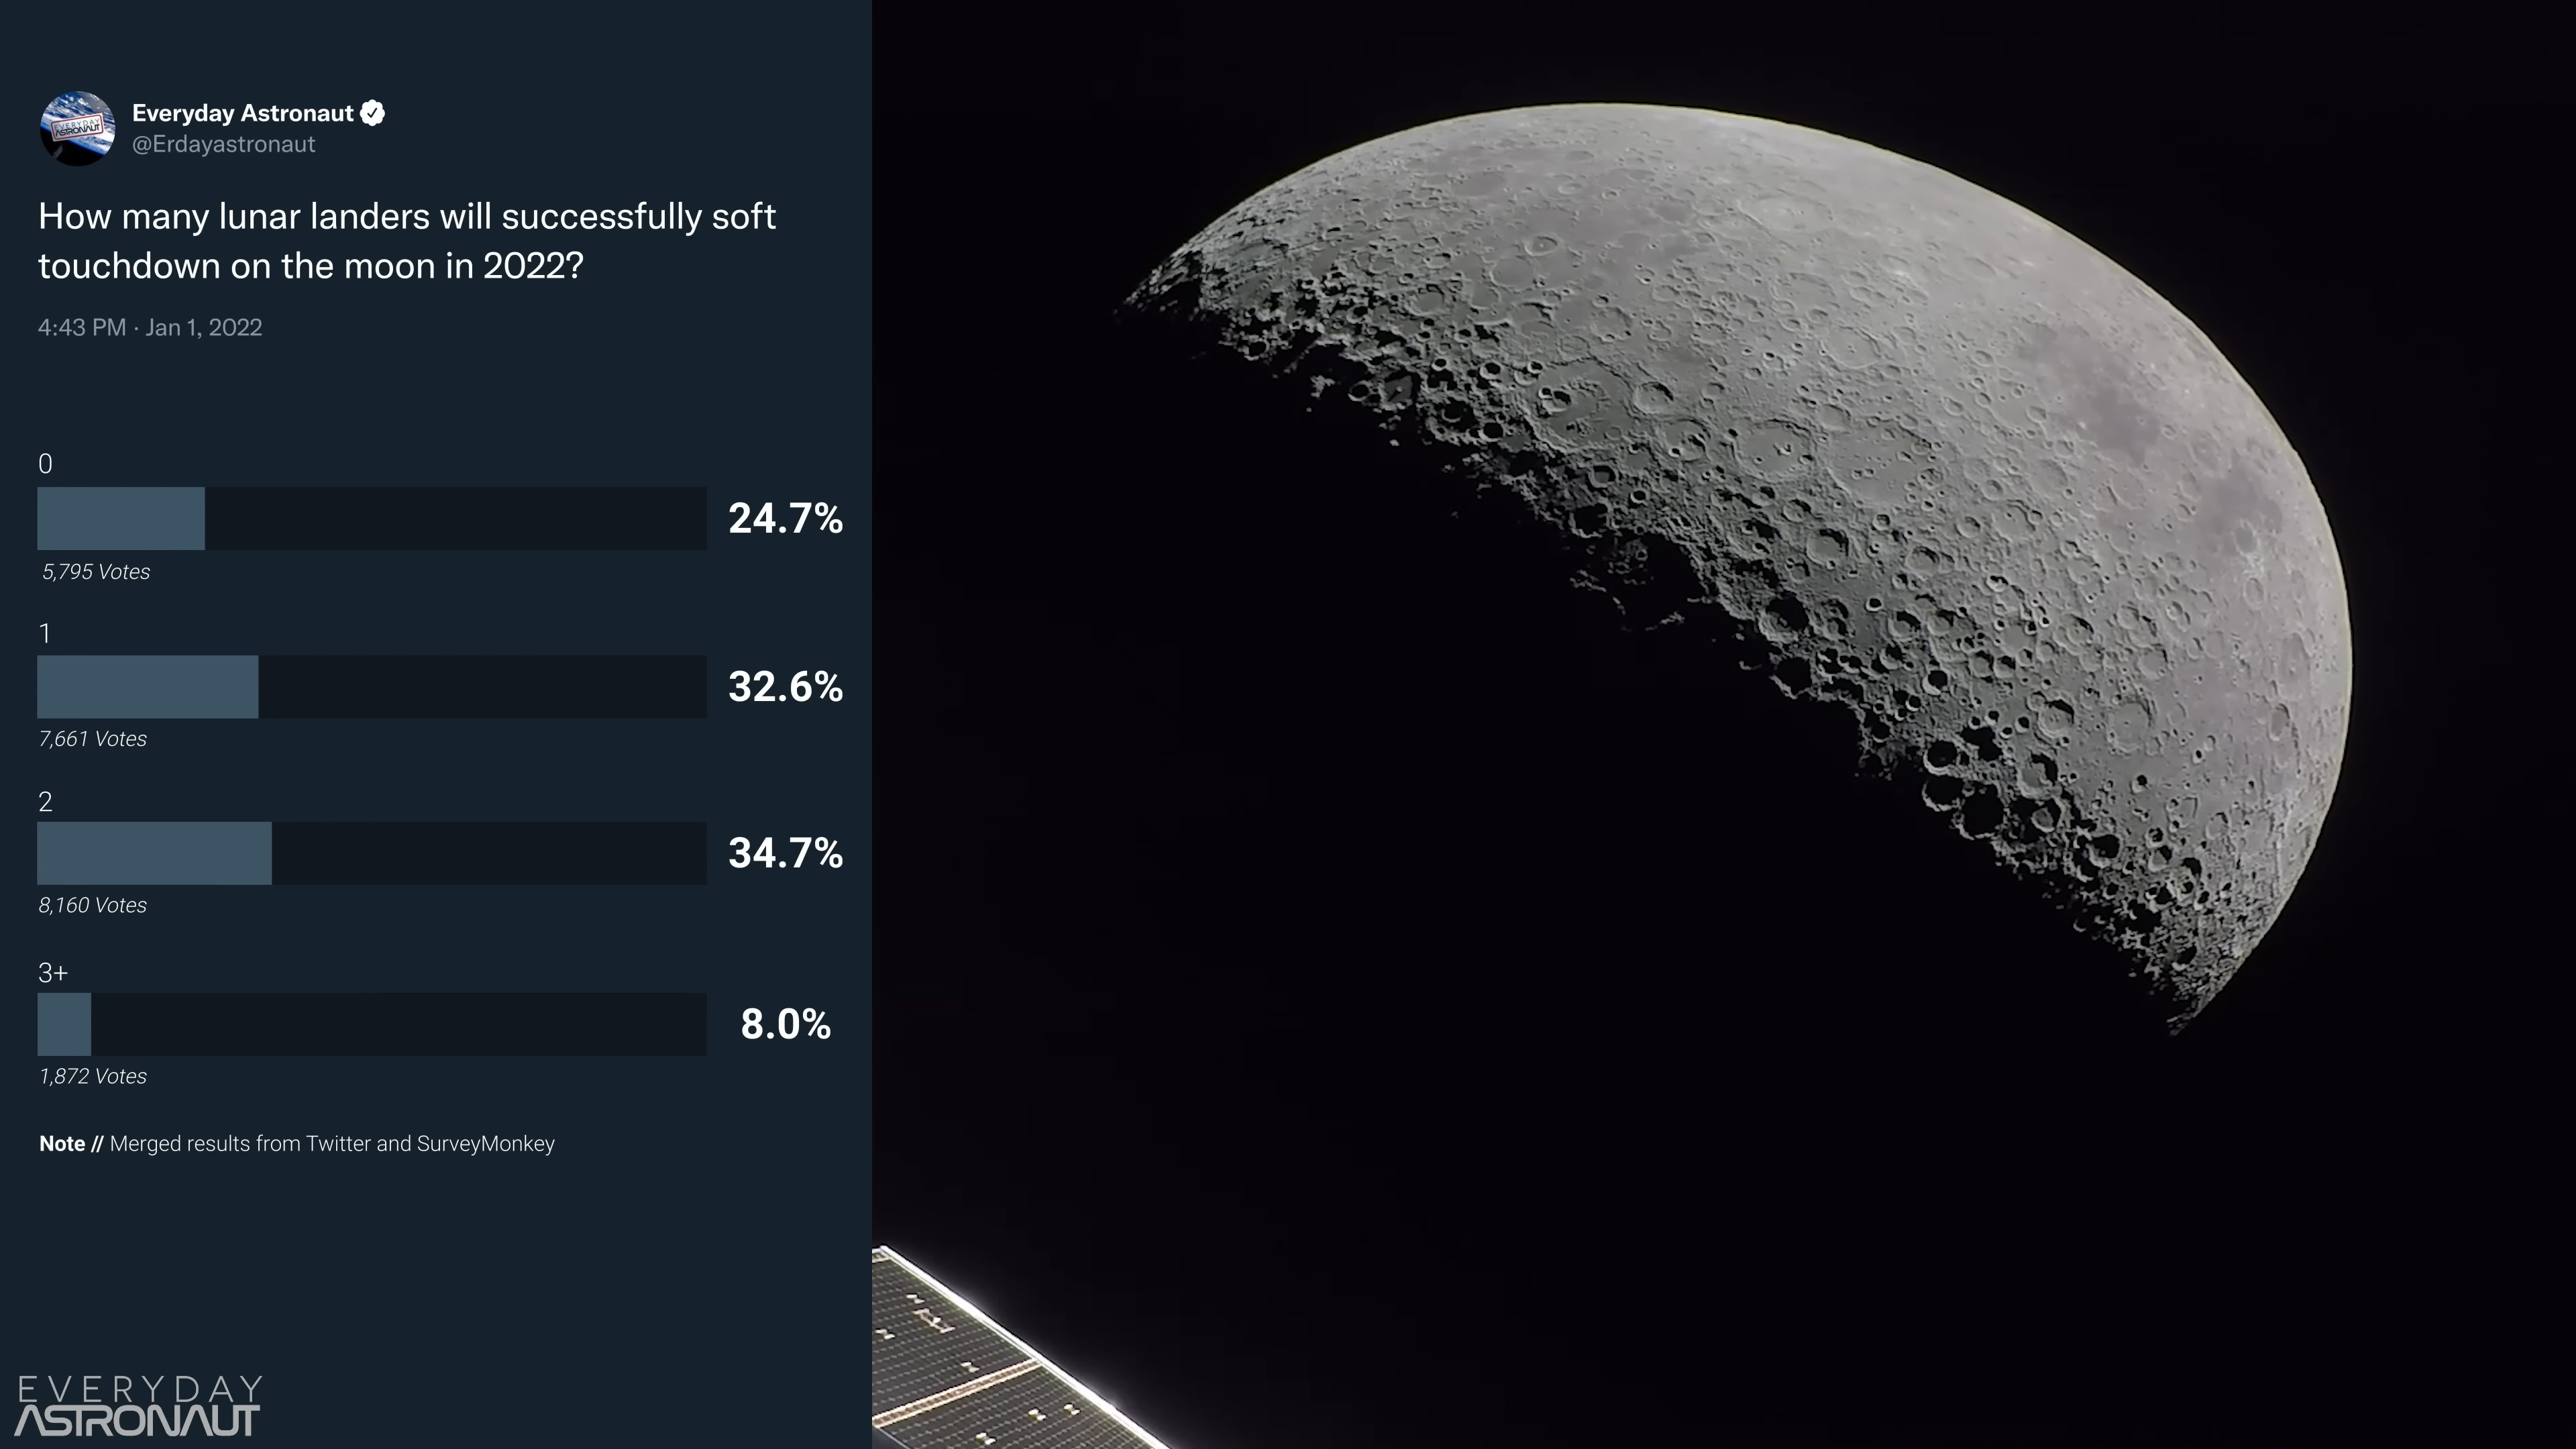 Everyday Astronaut
@Erdayastronaut
How many lunar landers will successfully soft
touchdown on the moon in 2022?
4:43 PM · Jan 1, 2022
0
24.7%
5,795 Votes
1
32.6%
7,661 Votes
2
34.7%
8,160 Votes
3+
8.0%
1,872 Votes
Note // Merged results from Twitter and SurveyMonkey
EVERYDAY
ASTRONAUT